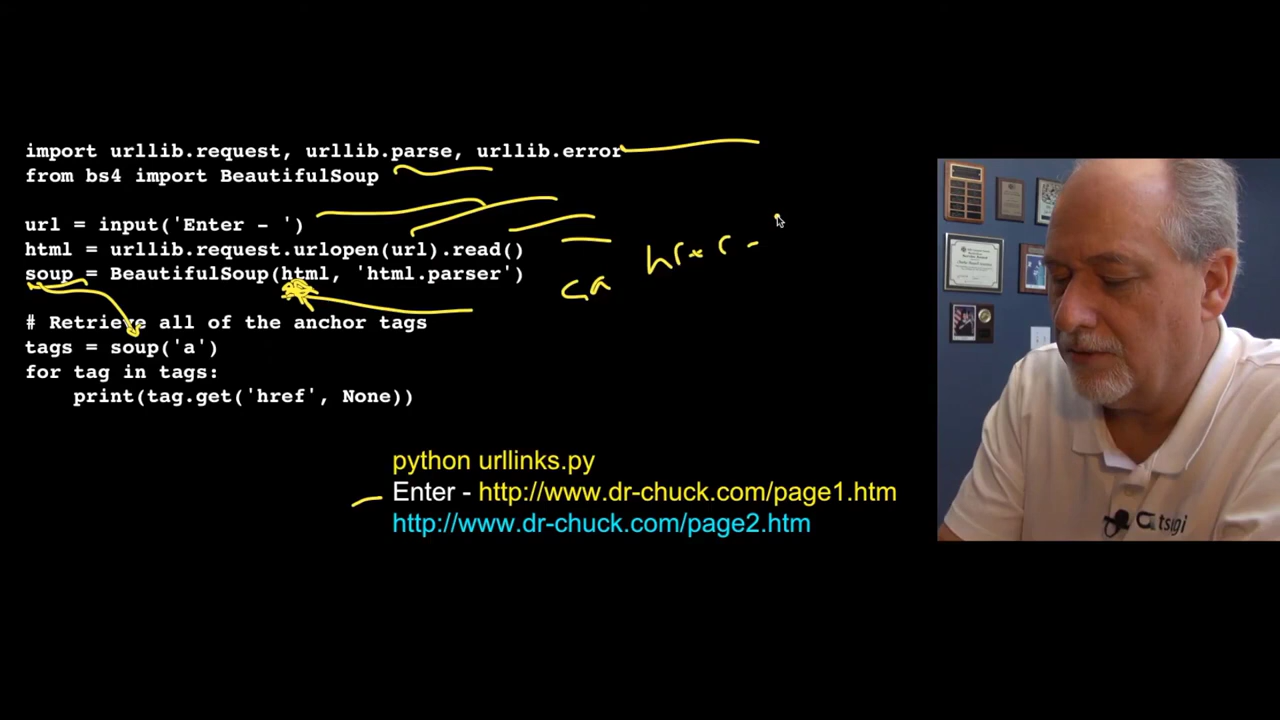 import urllib.request, urllib.parse, urllib.error
from bs4 import BeautifulSoup
url = input('Enter - ')
html = urllib.request.urlopen(url).read()
soup = BeautifulSoup(html, 'html.parser')
<a
# Retrieve all of the anchor tags
tags = soup('a')
for tag in tags:
    print(tag.get('href', None))
python urllinks.py
Enter - http://www.dr-chuck.com/page1.htm
http://www.dr-chuck.com/page2.htm
tsugi